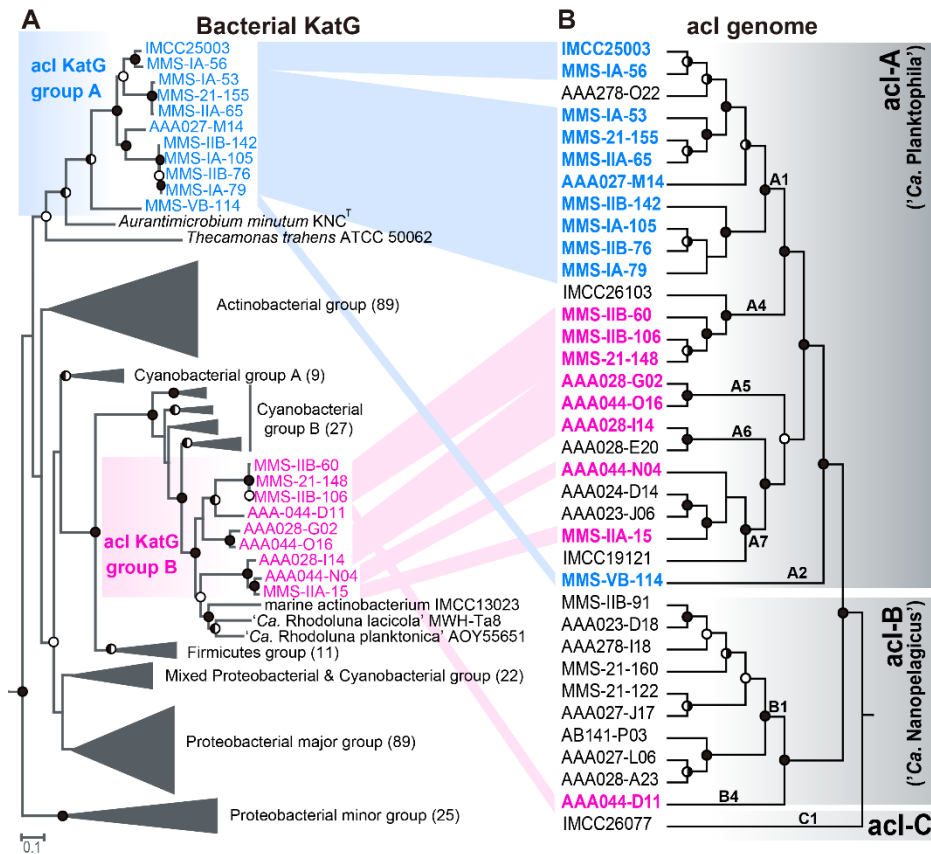 A
Bacterial KatG
IMCC25003
MMS-IA-56
MMS-IA-53
MMS-21-155
MMS-IIA-65
AAA027-M14
MMS-IIB-142
MMS-IA-105
MMS-IIB-76
MMS-IA-79
MMS-VB-114
acI KatG
group A
Aurantimicrobium minutum KNCT
Thecamonas trahens ATCC 50062
Actinobacterial group (89)
Cyanobacterial group A (9)
Cyanobacterial
group B (27)
MMS-IIB-60
MMS-21-148
MMS-IIB-106
AAA-044-D11
AAA028-G02
AAA044-O16
AAA028-I14
AAA044-N04
MMS-IIA-15
acI KatG
group B
marine actinobacterium IMCC13023
'Ca. Rhodoluna lacicola' MWH-Ta8
'Ca. Rhodoluna planktonica' AOY55651
Firmicutes group (11)
Mixed Proteobacterial & Cyanobacterial group (22)
Proteobacterial major group (89)
Proteobacterial minor group (25)
0.1
B
acI genome
IMCC25003
MMS-IA-56
AAA278-O22
MMS-IA-53
MMS-21-155
MMS-IIA-65
AAA027-M14
MMS-IIB-142
MMS-IA-105
MMS-IIB-76
MMS-IA-79
IMCC26103
MMS-IIB-60
MMS-IIB-106
MMS-21-148
AAA028-G02
AAA044-O16
AAA028-I14
AAA028-E20
AAA044-N04
AAA024-D14
AAA023-J06
MMS-IIA-15
IMCC19121
MMS-VB-114
MMS-IIB-91
AAA023-D18
AAA278-I18
MMS-21-160
MMS-21-122
AAA027-J17
AB141-P03
AAA027-L06
AAA028-A23
AAA044-D11
IMCC26077
A1
A4
A5
A6
A7
A2
B1
B4
C1
acI-A
('Ca. Planktophila')
acI-B
('Ca. Nanopelagicus')
acI-C